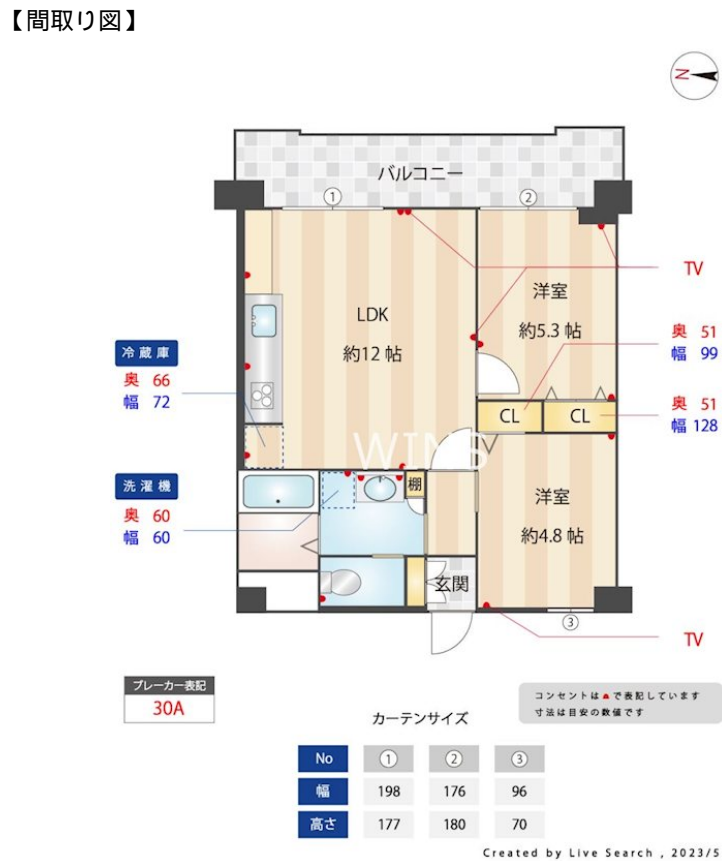 【間取り図】
N
バルコニー
①
②
TV
LDK
約12帖
洋室
約5.3帖
冷蔵庫
奥 66
幅 72
奥 51
幅 99
CL
CL
奥 51
幅 128
WINS
洗濯機
奥 60
幅 60
棚
洋室
約4.8帖
玄関
③
TV
ブレーカー表記
30A
コンセントは▲で表記しています
寸法は目安の数値です
カーテンサイズ
No ① ② ③
幅 198 176 96
高さ 177 180 70
Created by Live Search , 2023/5